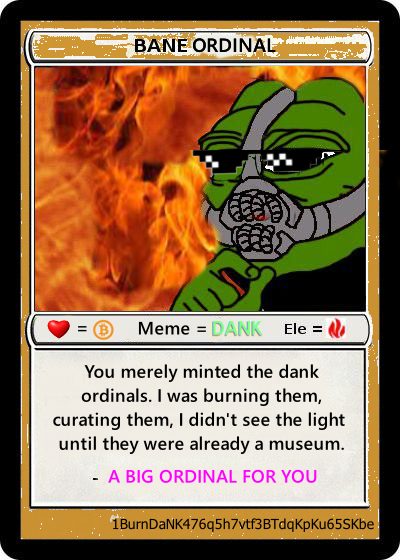 BANE ORDINAL
❤️ = ₿ Meme = DANK Ele = 🔥
You merely minted the dank
ordinals. I was burning them,
curating them, I didn't see the light
until they were already a museum.
- A BIG ORDINAL FOR YOU
1BurnDaNK476q5h7vtf3BTdqKpKu65SKbe